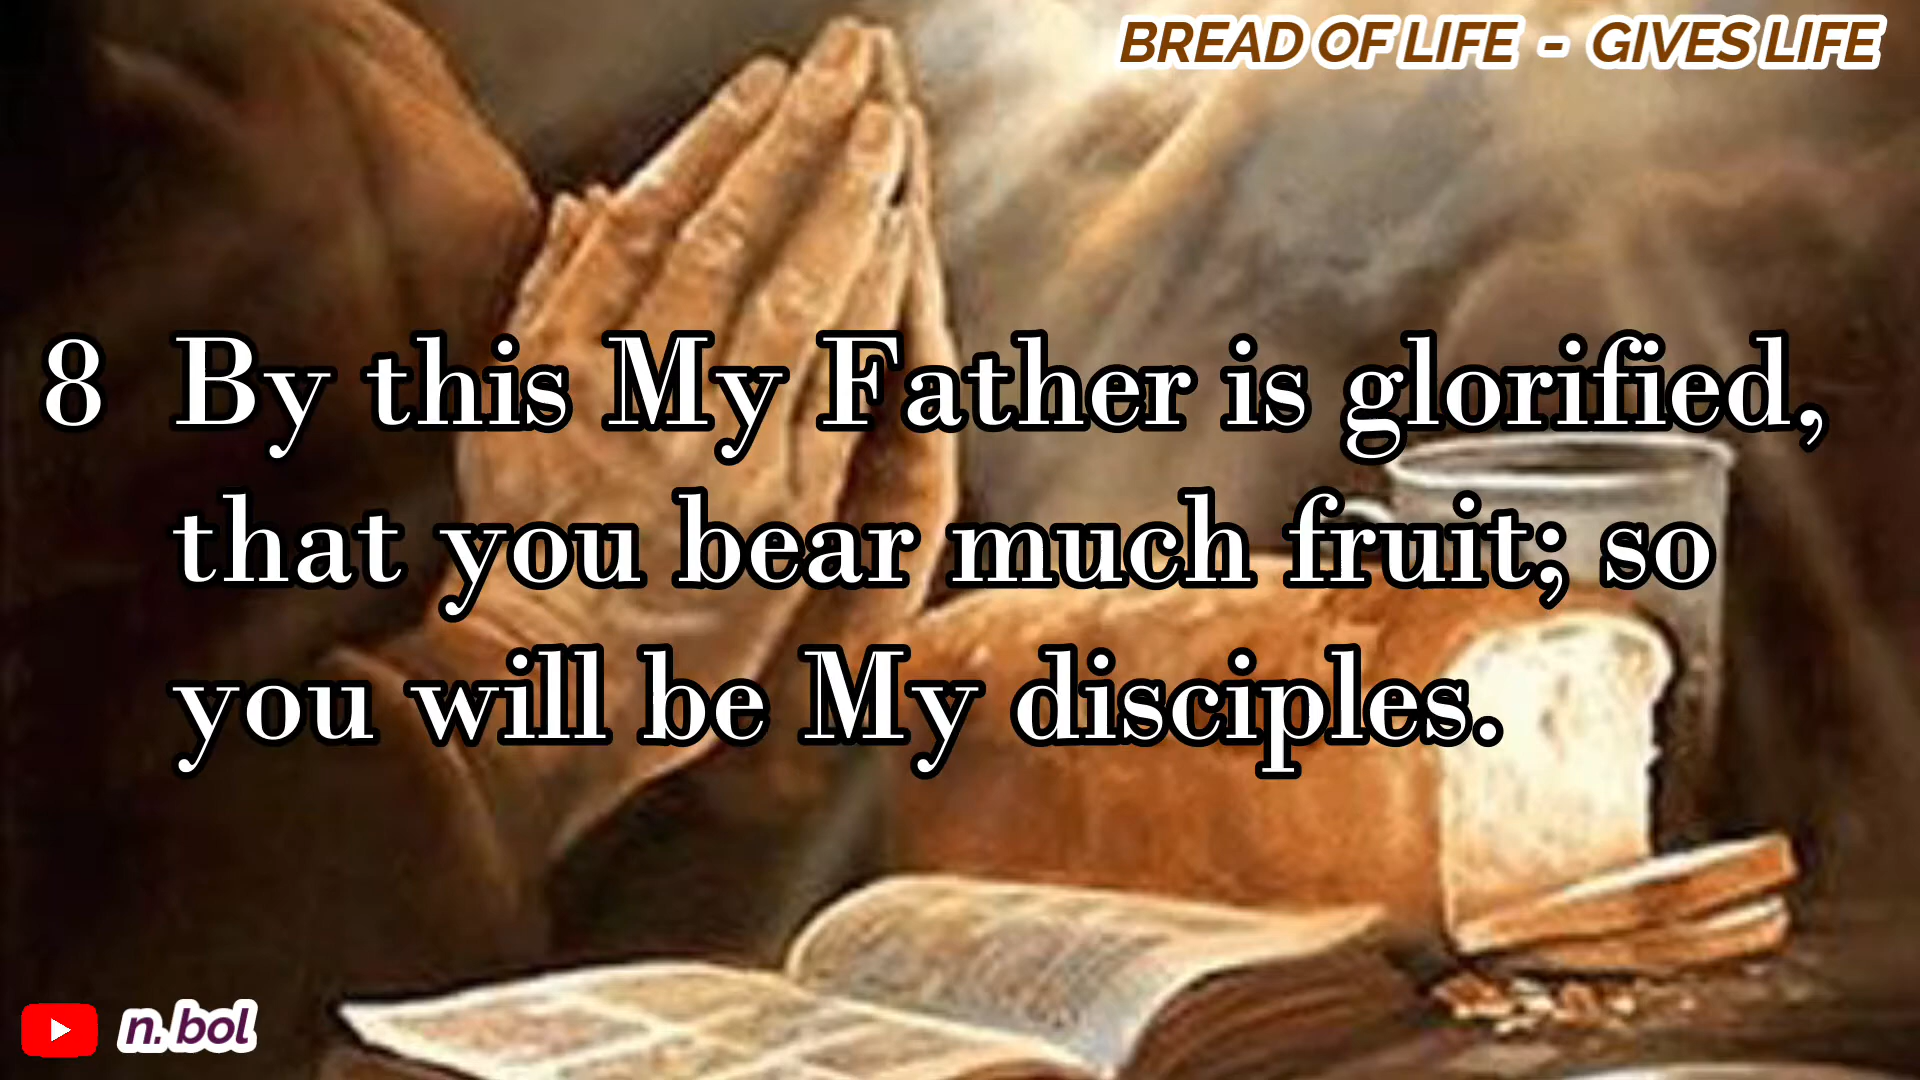 BREAD OF LIFE - GIVES LIFE
8 By this My Father is glorified,
that you bear much fruit; so
you will be My disciples.
n.bol